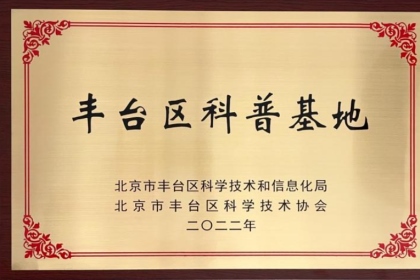 丰台区科普基地
北京市丰台区科学技术和信息化局
北京市丰台区科学技术协会
二〇二二年